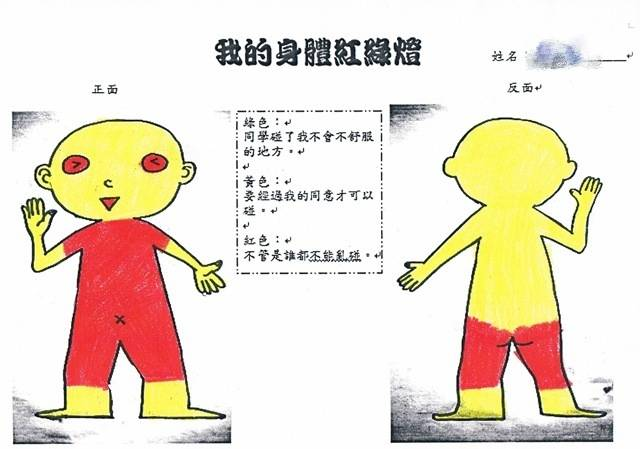 我的身體紅綠燈
姓名：
正面
反面
綠色：
同學碰了我不會不舒服
的地方。
黃色：
要經過我的同意才可以
碰。
紅色：
不管是誰都不能亂碰。